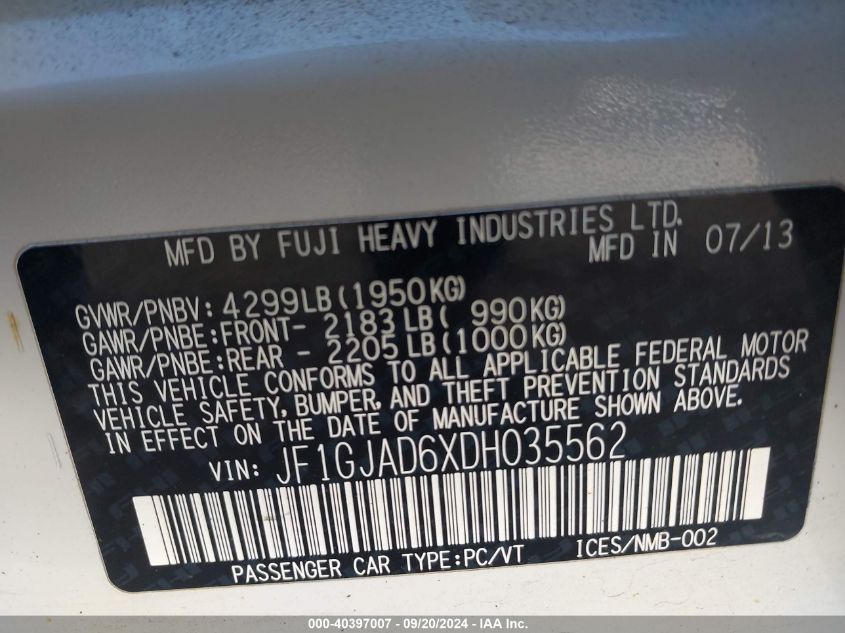 MFD BY FUJI HEAVY INDUSTRIES LTD.
MFD IN 07/13
GVWR/PNBV: 4299LB(1950KG)
GAWR/PNBE:FRONT- 2183 LB( 990KG)
GAWR/PNBE:REAR - 2205 LB(1000KG)
THIS VEHICLE CONFORMS TO ALL APPLICABLE FEDERAL MOTOR
VEHICLE SAFETY, BUMPER, AND THEFT PREVENTION STANDARDS
IN EFFECT ON THE DATE OF MANUFACTURE SHOWN ABOVE.
VIN: JF1GJAD6XDH035562
PASSENGER CAR TYPE:PC/VT ICES/NMB-002
000-40397007 - 09/20/2024 - IAAI.com